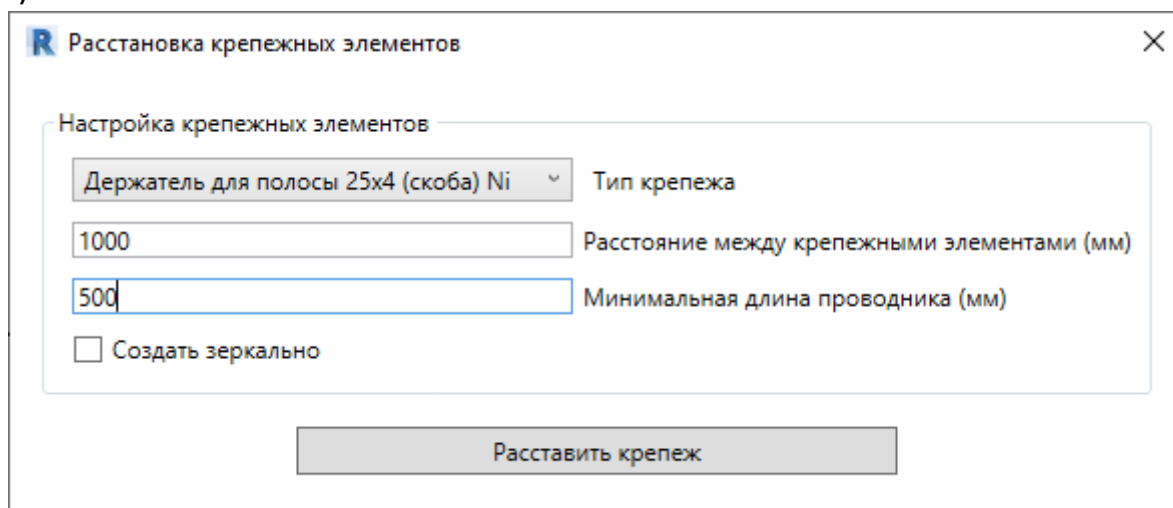 Расстановка крепежных элементов
Настройка крепежных элементов
Держатель для полосы 25х4 (скоба) Ni Тип крепежа
1000 Расстояние между крепежными элементами (мм)
500 Минимальная длина проводника (мм)
Создать зеркально
Расставить крепеж